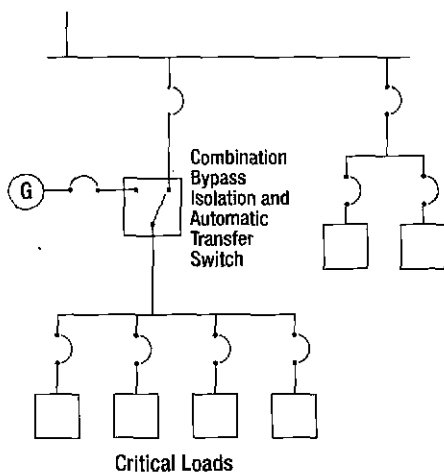 Combination
Bypass
Isolation and
Automatic
Transfer
Switch
G
Critical Loads